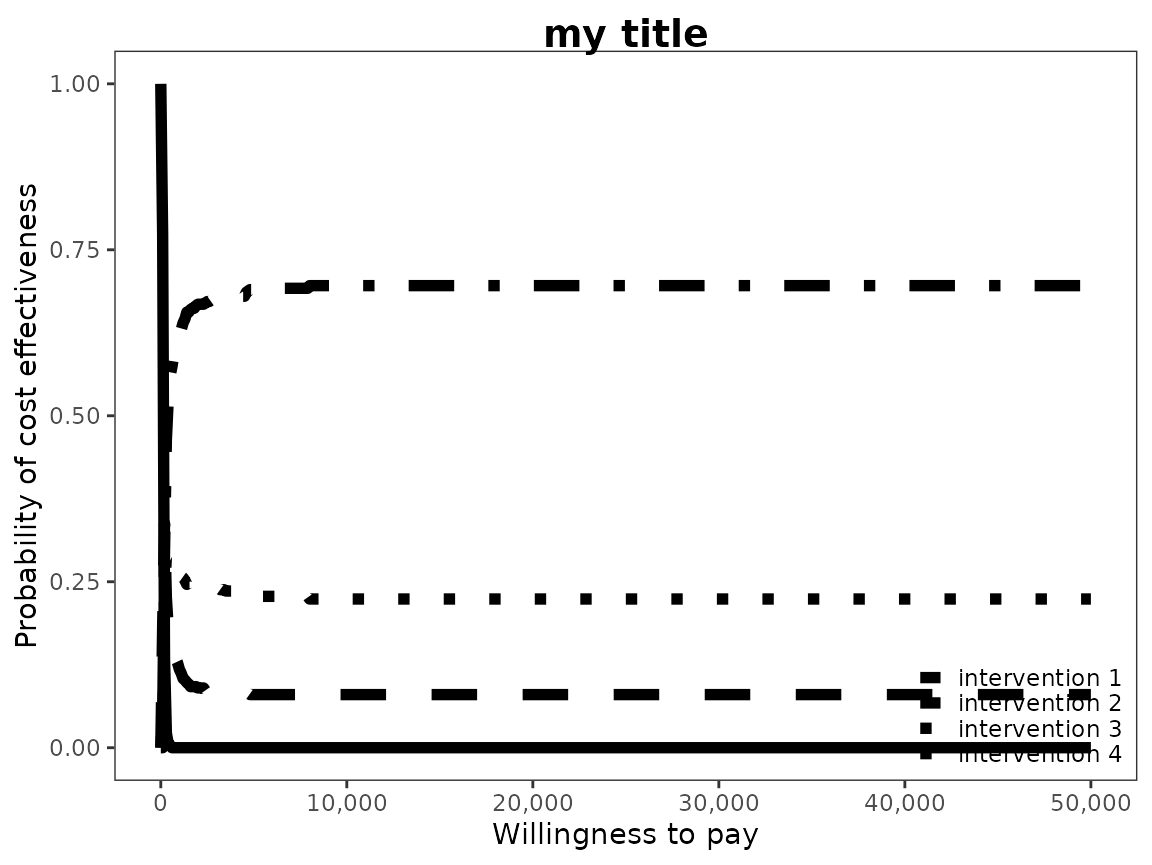 my title
Probability of cost effectiveness
1.00
0.75
0.50
0.25
0.00
intervention 1
intervention 2
intervention 3
intervention 4
0 10,000 20,000 30,000 40,000 50,000
Willingness to pay